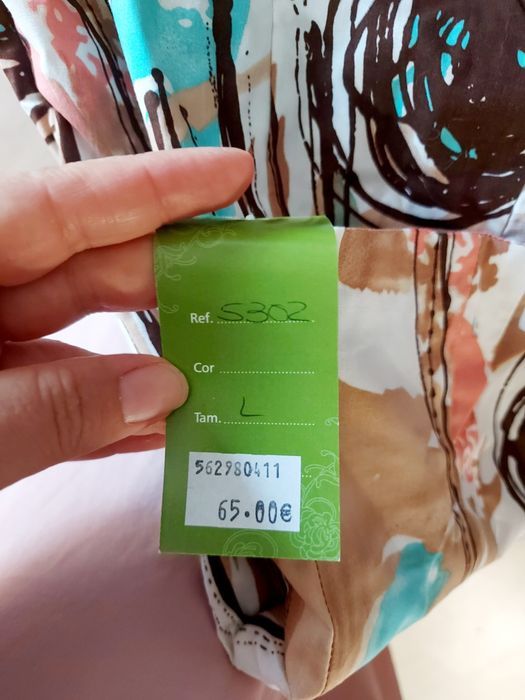 Ref. S302
Cor
Tam. L
562980411
65.00€